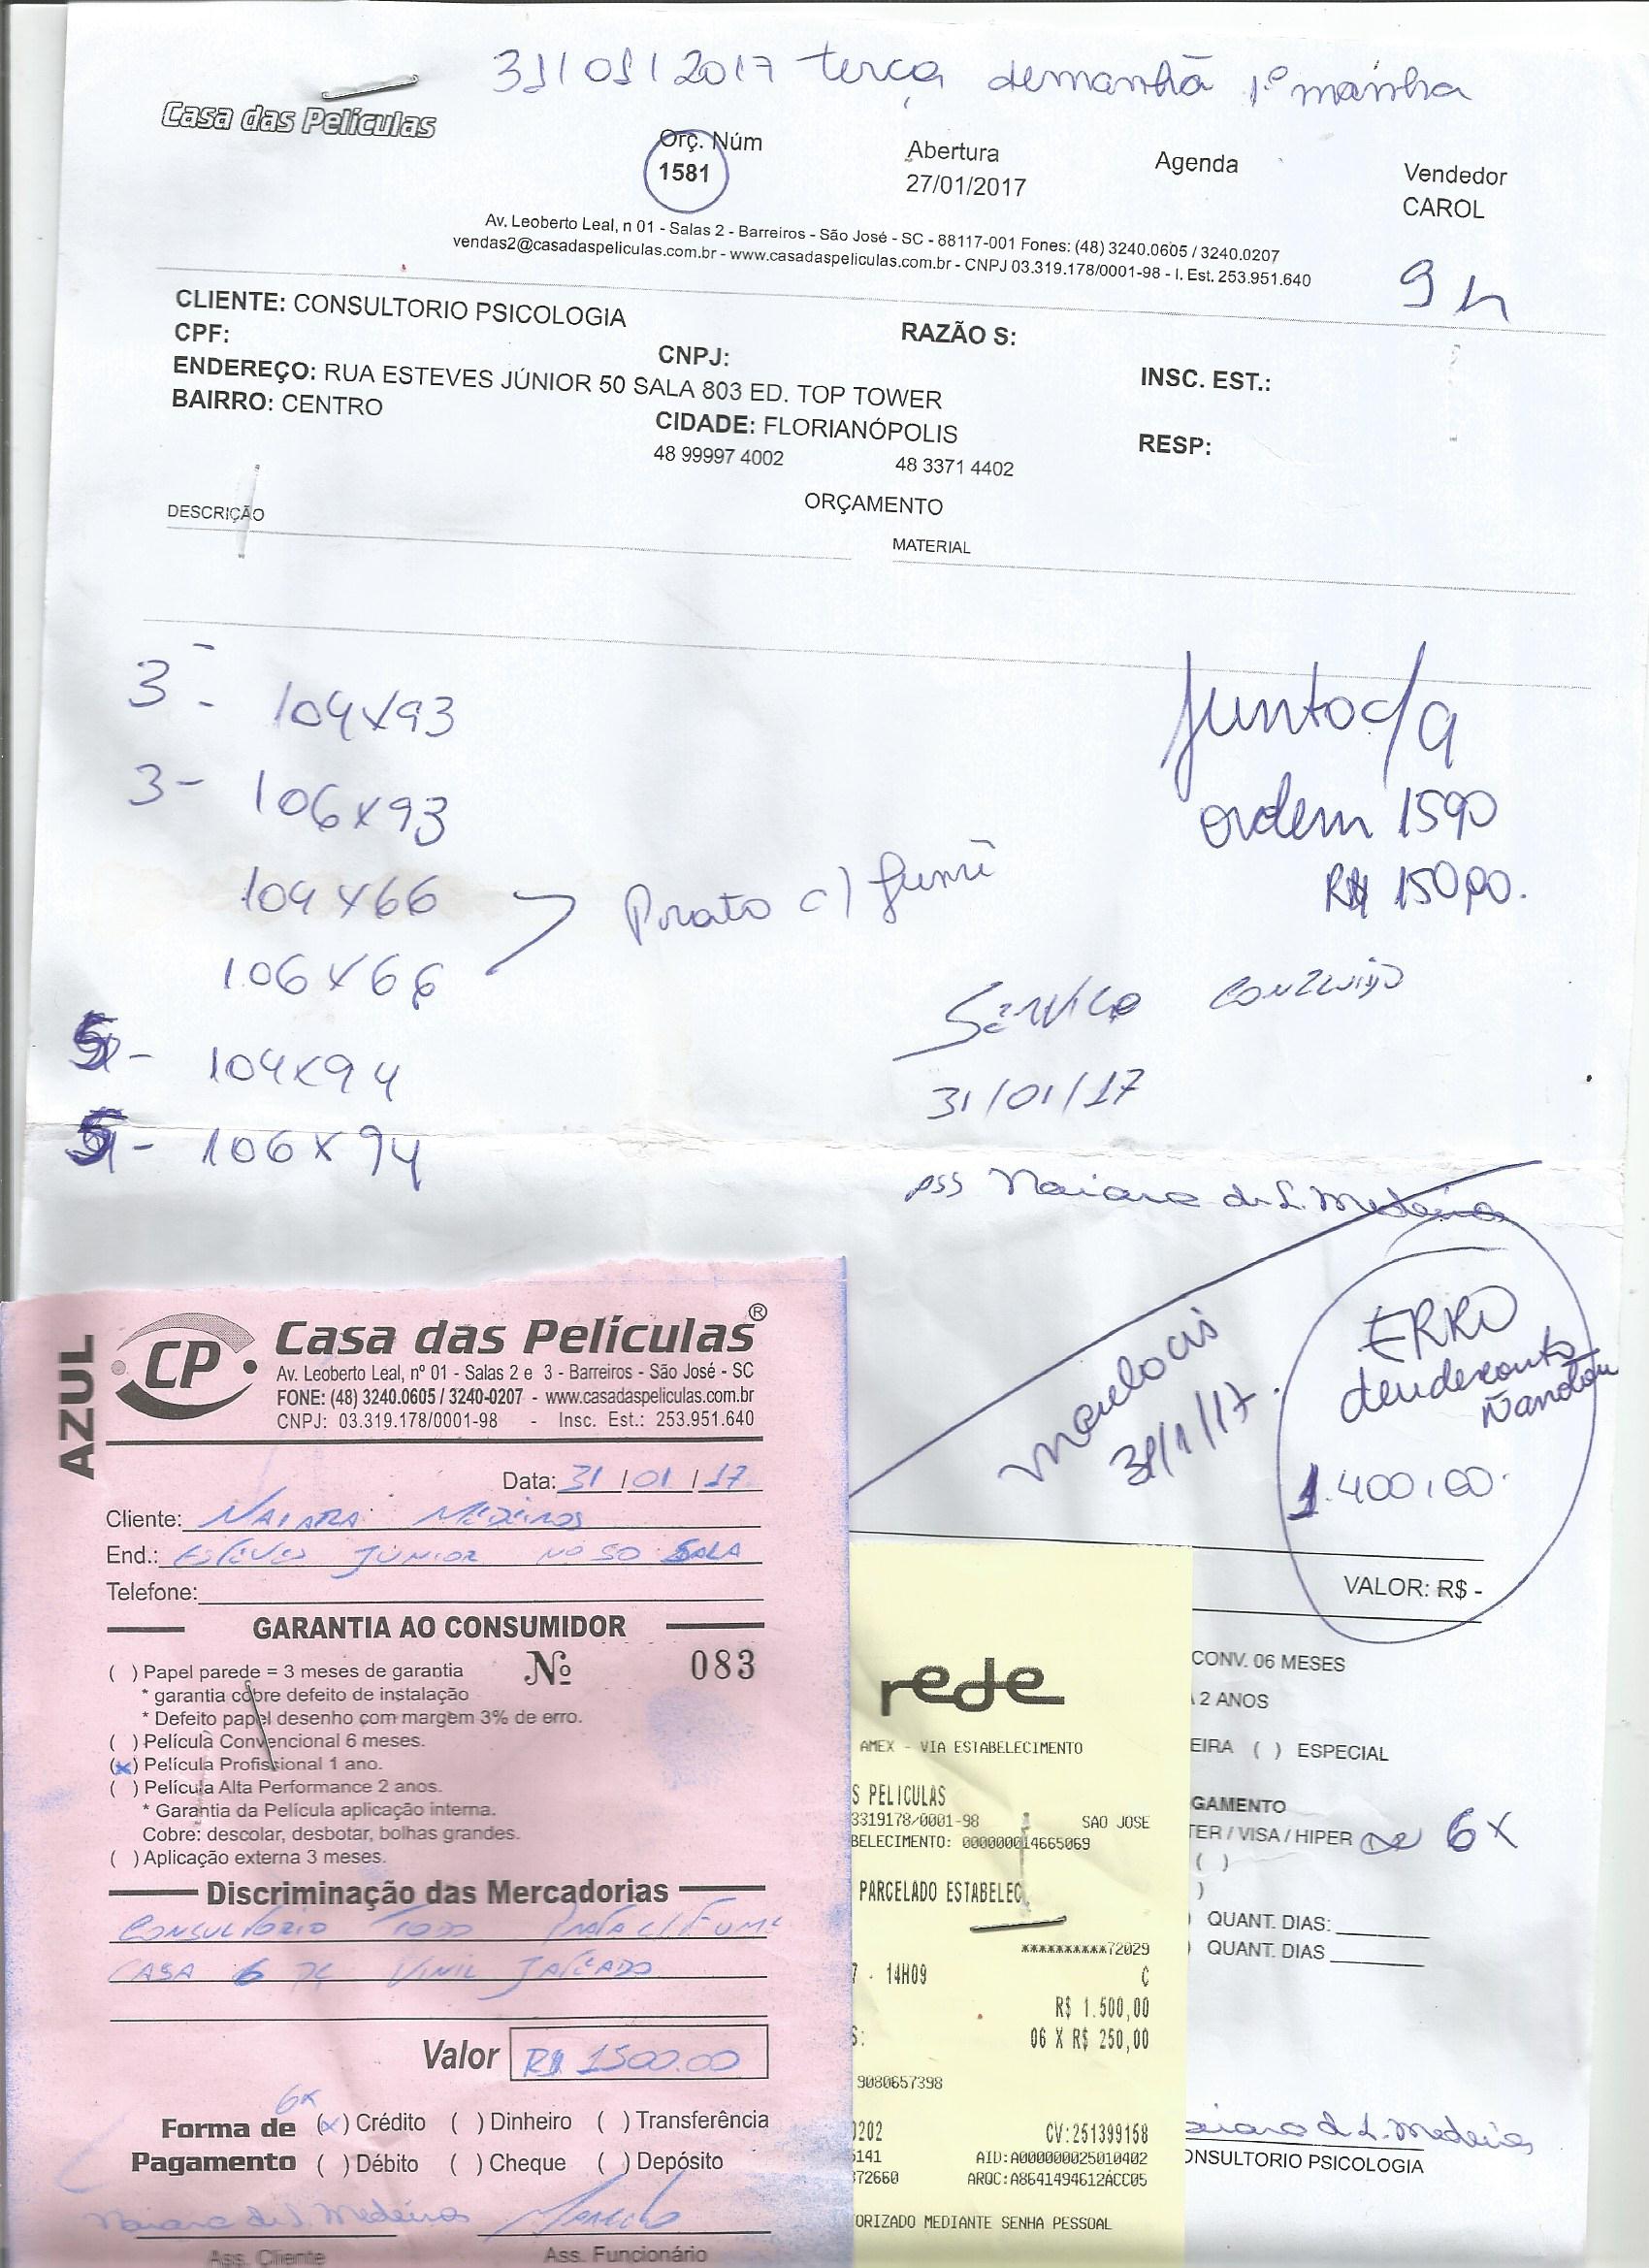 31/01/2017 terça de manhã 1º manhã
Casa das Películas
Orç. Núm
1581
Abertura
27/01/2017
Agenda
Vendedor
CAROL
Av. Leoberto Leal, n 01 - Salas 2 - Barreiros - São José - SC - 88117-001 Fones: (48) 3240.0605 / 3240.0207
vendas2@casadaspeliculas.com.br - www.casadaspeliculas.com.br - CNPJ 03.319.178/0001-98 - I. Est. 253.951.640
9h
CLIENTE: CONSULTORIO PSICOLOGIA
RAZÃO S:
CPF:
CNPJ:
INSC. EST.:
ENDEREÇO: RUA ESTEVES JÚNIOR 50 SALA 803 ED. TOP TOWER
BAIRRO: CENTRO
CIDADE: FLORIANÓPOLIS
RESP:
48 99997 4002
48 3371 4402
ORÇAMENTO
DESCRIÇÃO
MATERIAL
3 - 104x93
3 - 106x93
104x66
106x66
Prata c/ fumê
5 - 104x94
5 - 106x94
Junto c/a
ordem 1590
R$ 150,00.
Serviço concluído
31/01/17
pss Naiara de S. Medeiros
31/1/17.
ERRO
1.400,00.
VALOR: R$ -
CONV. 06 MESES
2 ANOS
EIRA ( ) ESPECIAL
GAMENTO
TER / VISA / HIPER 6x
( )
)
QUANT. DIAS:
QUANT. DIAS
aiara d S. Medeiros
ONSULTORIO PSICOLOGIA
AZUL
CP
Casa das Películas®
Av. Leoberto Leal, nº 01 - Salas 2 e 3 - Barreiros - São José - SC
FONE: (48) 3240.0605 / 3240-0207 - www.casadaspeliculas.com.br
CNPJ: 03.319.178/0001-98 - Insc. Est.: 253.951.640
Data: 31 / 01 / 17
Cliente: NAIARA MEDEIROS
End.: ESTEVES JÚNIOR Nº 50 SALA
Telefone:
GARANTIA AO CONSUMIDOR
( ) Papel parede = 3 meses de garantia
Nº 083
* garantia cobre defeito de instalação
* Defeito papel desenho com margem 3% de erro.
( ) Película Convencional 6 meses.
(x) Película Profissional 1 ano.
( ) Película Alta Performance 2 anos.
* Garantia da Película aplicação interna.
Cobre: descolar, desbotar, bolhas grandes.
( ) Aplicação externa 3 meses.
Discriminação das Mercadorias
CONSULTORIO TODO PRATA C/ FUME
CASA 6 VINIL JATEADO
Valor R$ 1500.00
6x
Forma de Pagamento
(x) Crédito ( ) Dinheiro ( ) Transferência
( ) Débito ( ) Cheque ( ) Depósito
Naiara de S. Medeiros
Ass. Cliente
Ass. Funcionário
rede
AMEX - VIA ESTABELECIMENTO
S PELICULAS
3319178/0001-98 SAO JOSE
BELECIMENTO: 000000014665069
PARCELADO ESTABELEC
**********72029
7 - 14H09 C
R$ 1.500,00
S: 06 X R$ 250,00
9080657398
0202 CV:251399158
6141 AID:A000000025010402
72660 ARQC:A8641494612ACC05
ORIZADO MEDIANTE SENHA PESSOAL